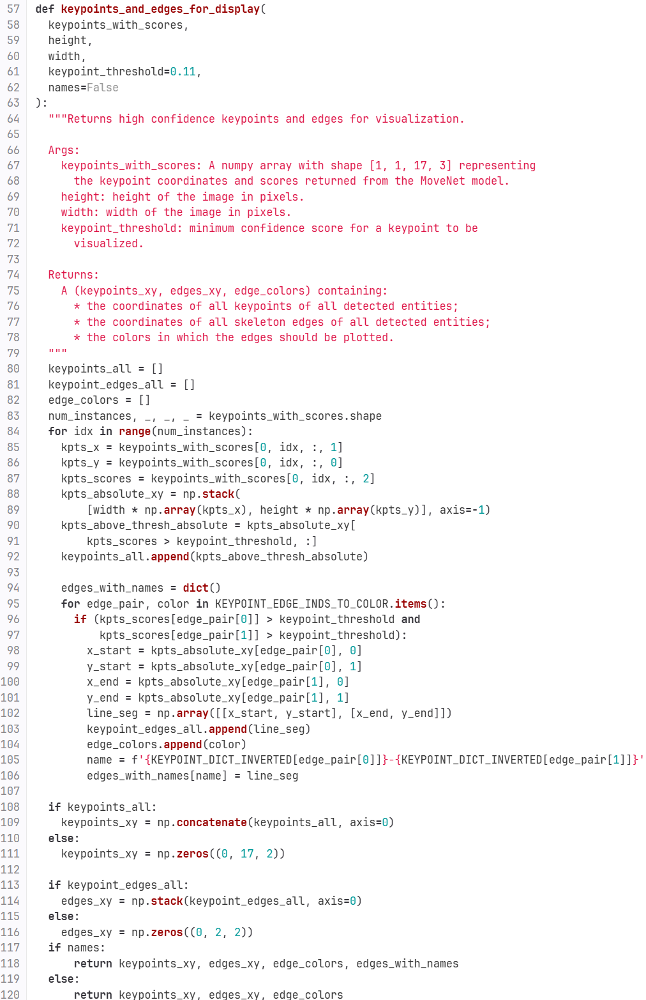 57 def keypoints_and_edges_for_display(
58   keypoints_with_scores,
59   height,
60   width,
61   keypoint_threshold=0.11,
62   names=False
63 ):
64   """Returns high confidence keypoints and edges for visualization.
65
66   Args:
67     keypoints_with_scores: A numpy array with shape [1, 1, 17, 3] representing
68       the keypoint coordinates and scores returned from the MoveNet model.
69     height: height of the image in pixels.
70     width: width of the image in pixels.
71     keypoint_threshold: minimum confidence score for a keypoint to be
72       visualized.
73
74   Returns:
75     A (keypoints_xy, edges_xy, edge_colors) containing:
76       * the coordinates of all keypoints of all detected entities;
77       * the coordinates of all skeleton edges of all detected entities;
78       * the colors in which the edges should be plotted.
79   """
80   keypoints_all = []
81   keypoint_edges_all = []
82   edge_colors = []
83   num_instances, _, _, _ = keypoints_with_scores.shape
84   for idx in range(num_instances):
85     kpts_x = keypoints_with_scores[0, idx, :, 1]
86     kpts_y = keypoints_with_scores[0, idx, :, 0]
87     kpts_scores = keypoints_with_scores[0, idx, :, 2]
88     kpts_absolute_xy = np.stack(
89         [width * np.array(kpts_x), height * np.array(kpts_y)], axis=-1)
90     kpts_above_thresh_absolute = kpts_absolute_xy[
91         kpts_scores > keypoint_threshold, :]
92     keypoints_all.append(kpts_above_thresh_absolute)
93
94     edges_with_names = dict()
95     for edge_pair, color in KEYPOINT_EDGE_INDS_TO_COLOR.items():
96       if (kpts_scores[edge_pair[0]] > keypoint_threshold and
97           kpts_scores[edge_pair[1]] > keypoint_threshold):
98         x_start = kpts_absolute_xy[edge_pair[0], 0]
99         y_start = kpts_absolute_xy[edge_pair[0], 1]
100         x_end = kpts_absolute_xy[edge_pair[1], 0]
101         y_end = kpts_absolute_xy[edge_pair[1], 1]
102         line_seg = np.array([[x_start, y_start], [x_end, y_end]])
103         keypoint_edges_all.append(line_seg)
104         edge_colors.append(color)
105         name = f'{KEYPOINT_DICT_INVERTED[edge_pair[0]]}-{KEYPOINT_DICT_INVERTED[edge_pair[1]]}'
106         edges_with_names[name] = line_seg
107
108   if keypoints_all:
109     keypoints_xy = np.concatenate(keypoints_all, axis=0)
110   else:
111     keypoints_xy = np.zeros((0, 17, 2))
112
113   if keypoint_edges_all:
114     edges_xy = np.stack(keypoint_edges_all, axis=0)
115   else:
116     edges_xy = np.zeros((0, 2, 2))
117   if names:
118       return keypoints_xy, edges_xy, edge_colors, edges_with_names
119   else:
120       return keypoints_xy, edges_xy, edge_colors